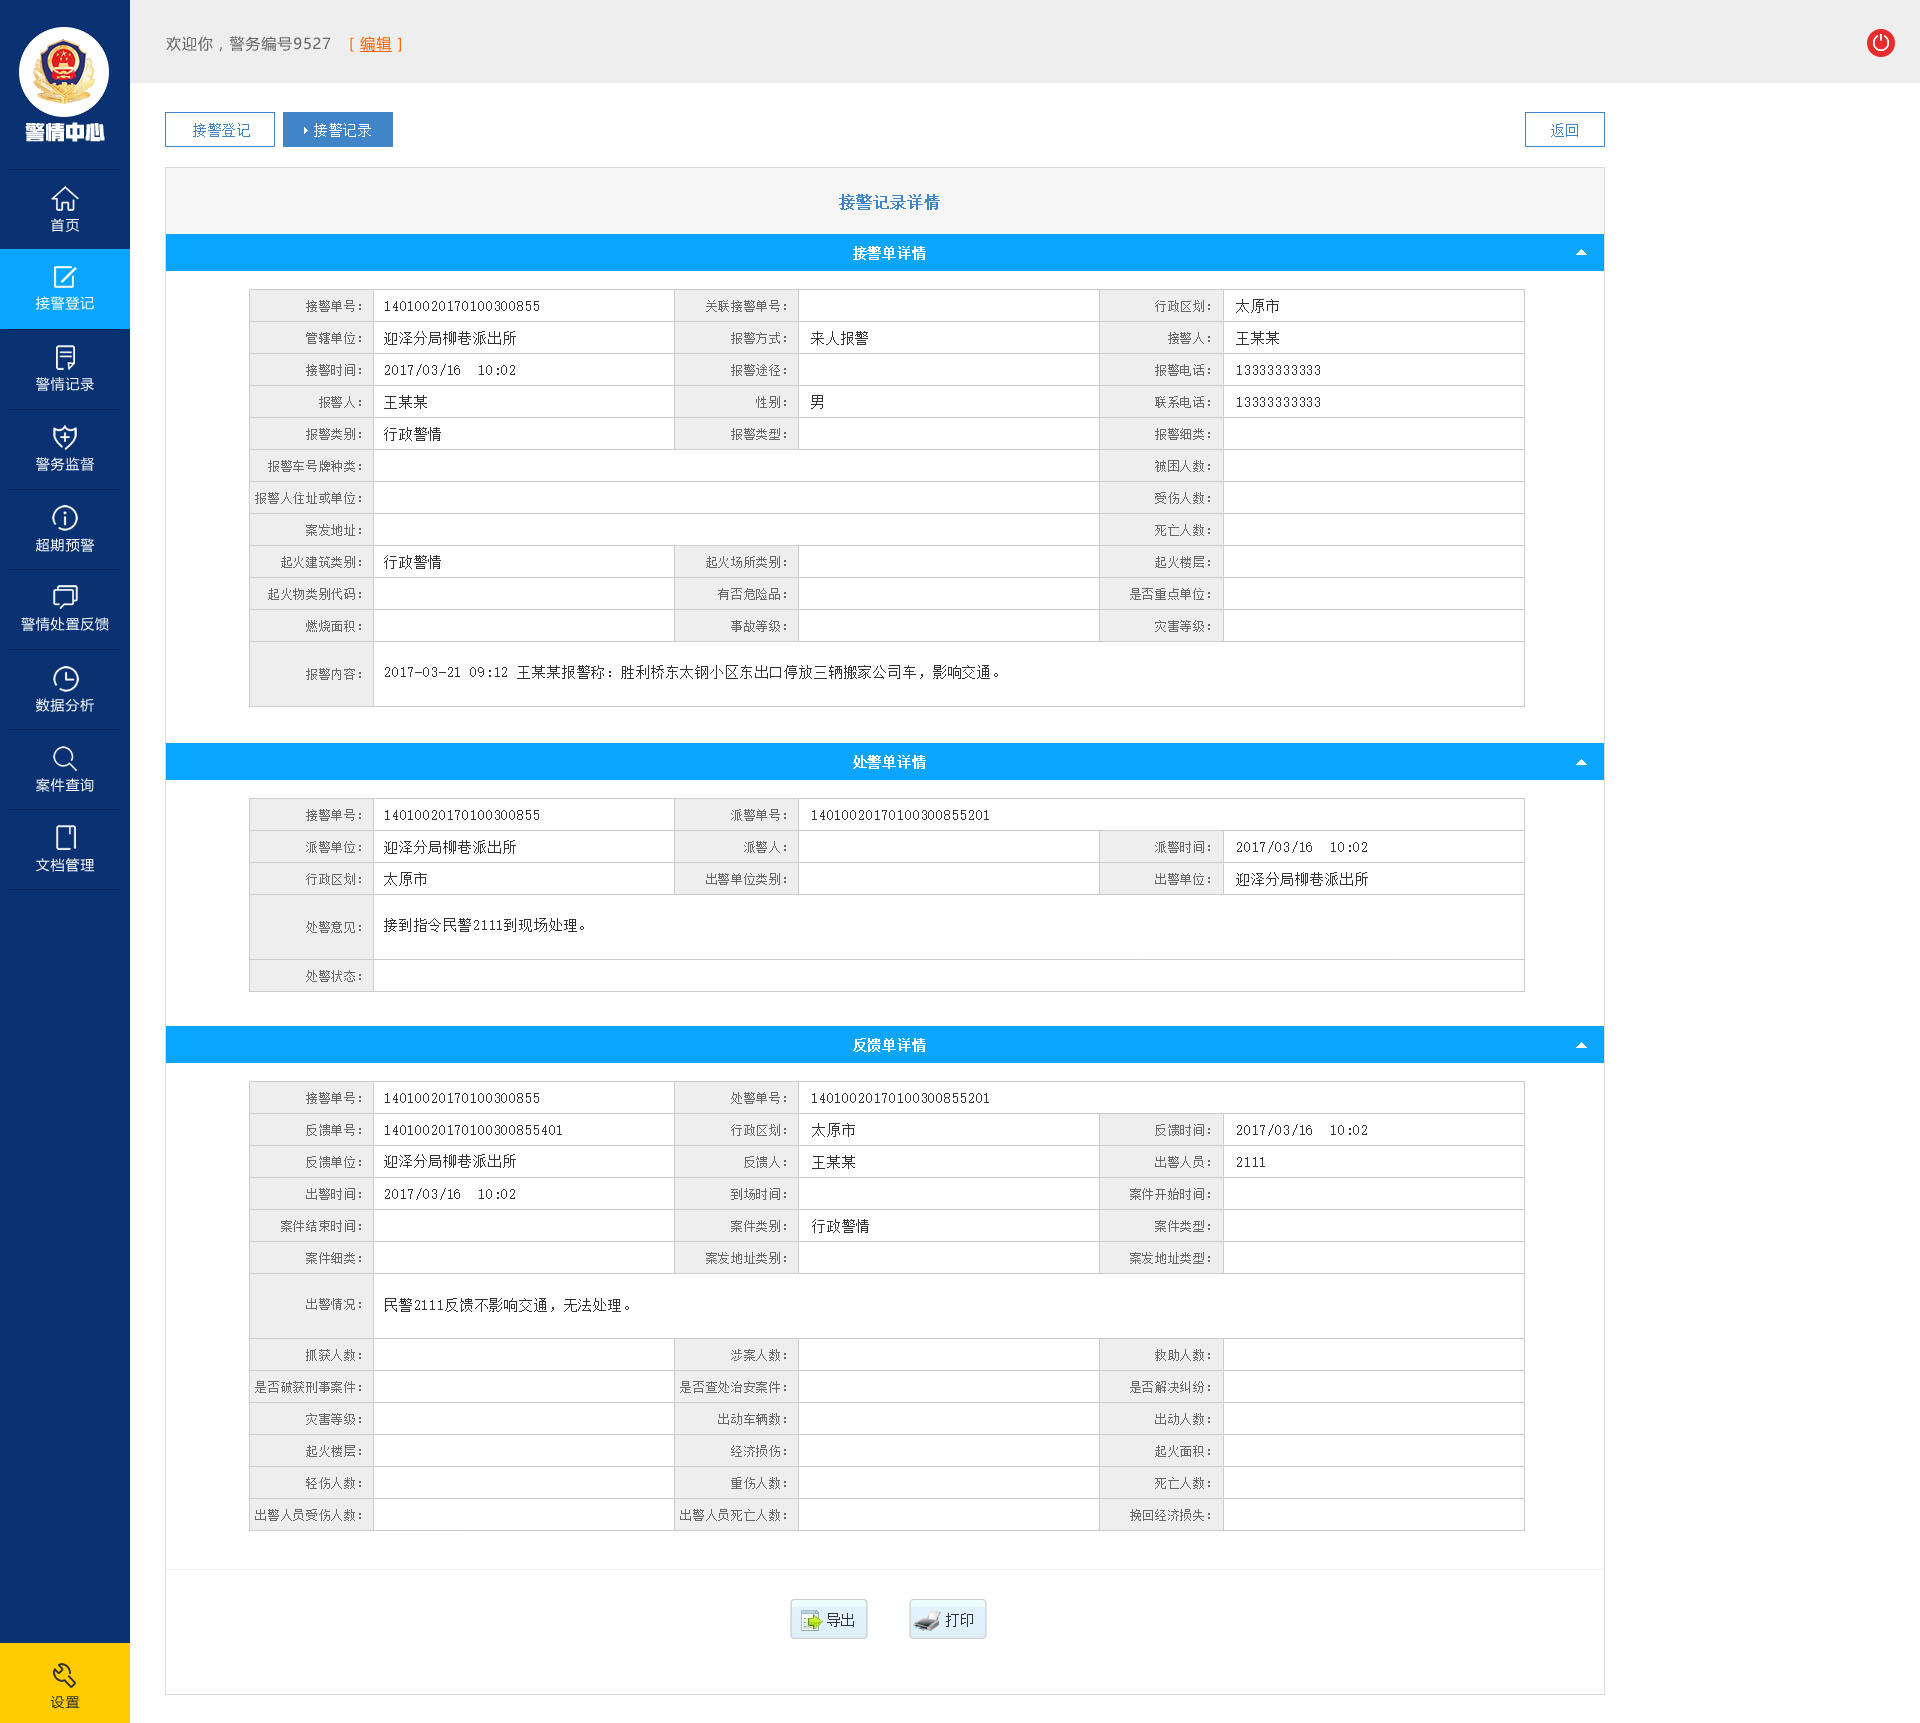 欢迎你，警务编号9527 [ 编辑 ]
警情中心
首页
接警登记
警情记录
警务监督
超期预警
警情处置反馈
数据分析
案件查询
文档管理
设置
接警登记 接警记录 返回
接警记录详情
接警单详情
接警单号： 14010020170100300855 关联接警单号： 行政区划： 太原市
管辖单位： 迎泽分局柳巷派出所 报警方式： 来人报警 接警人： 王某某
接警时间： 2017/03/16 10:02 报警途径： 报警电话： 13333333333
报警人： 王某某 性别： 男 联系电话： 13333333333
报警类别： 行政警情 报警类型： 报警细类：
报警车号牌种类： 被困人数：
报警人住址或单位： 受伤人数：
案发地址： 死亡人数：
起火建筑类别： 行政警情 起火场所类别： 起火楼层：
起火物类别代码： 有否危险品： 是否重点单位：
燃烧面积： 事故等级： 灾害等级：
报警内容： 2017-03-21 09:12 王某某报警称：胜利桥东太钢小区东出口停放三辆搬家公司车，影响交通。
处警单详情
接警单号： 14010020170100300855 派警单号： 14010020170100300855201
派警单位： 迎泽分局柳巷派出所 派警人： 派警时间： 2017/03/16 10:02
行政区划： 太原市 出警单位类别： 出警单位： 迎泽分局柳巷派出所
处警意见： 接到指令民警2111到现场处理。
处警状态：
反馈单详情
接警单号： 14010020170100300855 处警单号： 14010020170100300855201
反馈单号： 14010020170100300855401 行政区划： 太原市 反馈时间： 2017/03/16 10:02
反馈单位： 迎泽分局柳巷派出所 反馈人： 王某某 出警人员： 2111
出警时间： 2017/03/16 10:02 到场时间： 案件开始时间：
案件结束时间： 案件类别： 行政警情 案件类型：
案件细类： 案发地址类别： 案发地址类型：
出警情况： 民警2111反馈不影响交通，无法处理。
抓获人数： 涉案人数： 救助人数：
是否破获刑事案件： 是否查处治安案件： 是否解决纠纷：
灾害等级： 出动车辆数： 出动人数：
起火楼层： 经济损伤： 起火面积：
轻伤人数： 重伤人数： 死亡人数：
出警人员受伤人数： 出警人员死亡人数： 挽回经济损失：
导出 打印